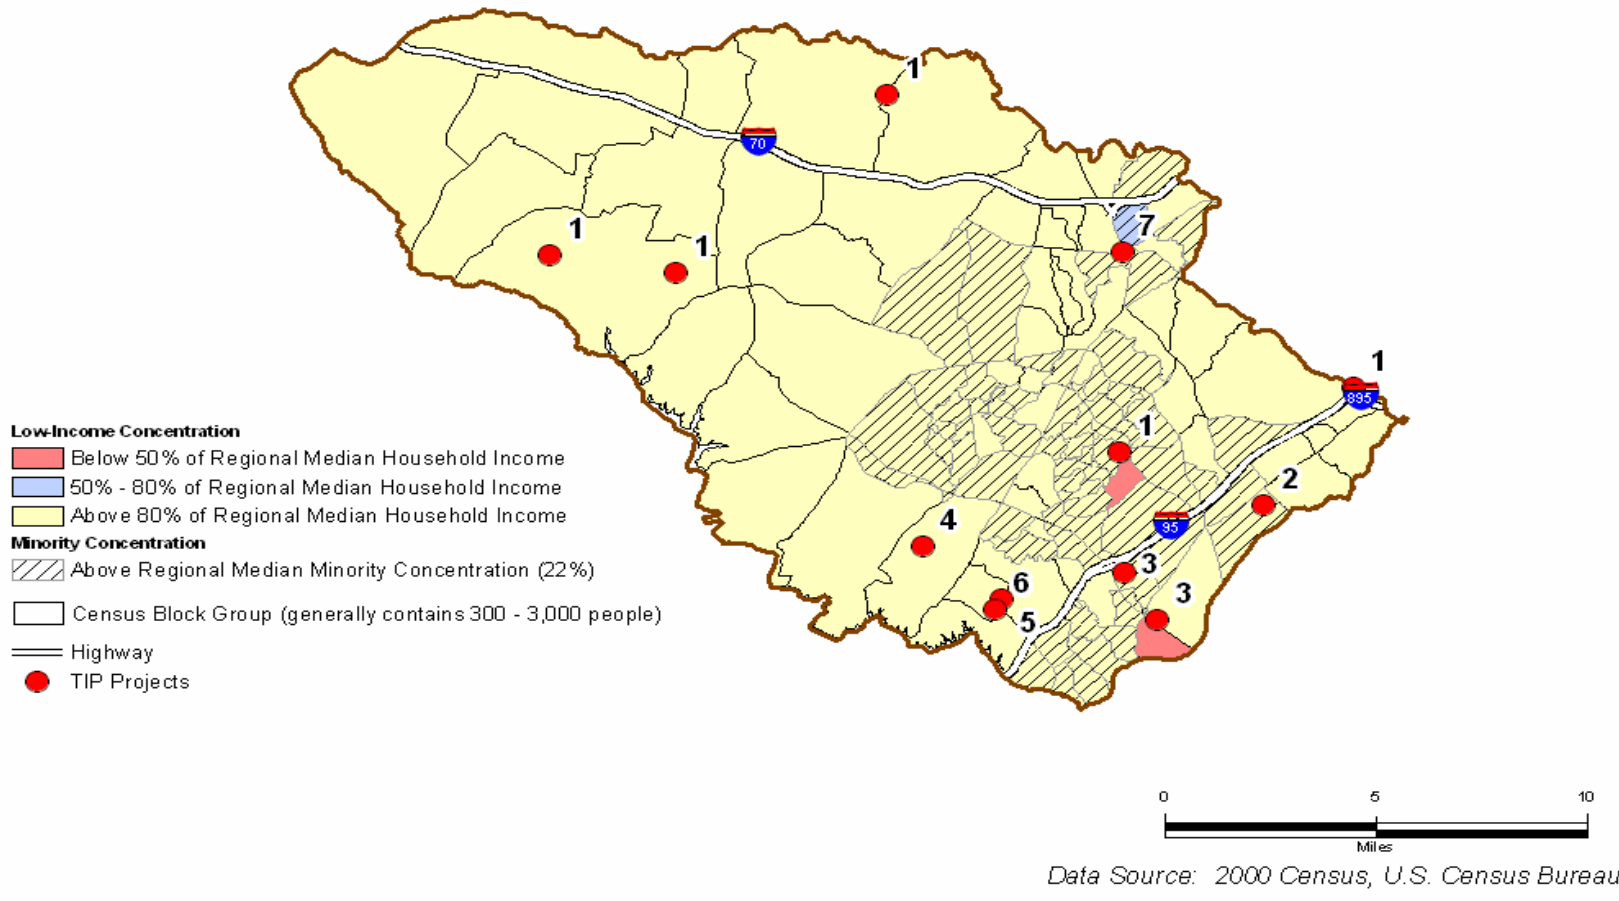 1
70
7
1
1
1
895
1
2
4
95
3
6
3
5
Low-Income Concentration
Below 50% of Regional Median Household Income
50% - 80% of Regional Median Household Income
Above 80% of Regional Median Household Income
Minority Concentration
Above Regional Median Minority Concentration (22%)
Census Block Group (generally contains 300 - 3,000 people)
Highway
TIP Projects
0 5 10
Miles
Data Source: 2000 Census, U.S. Census Bureau